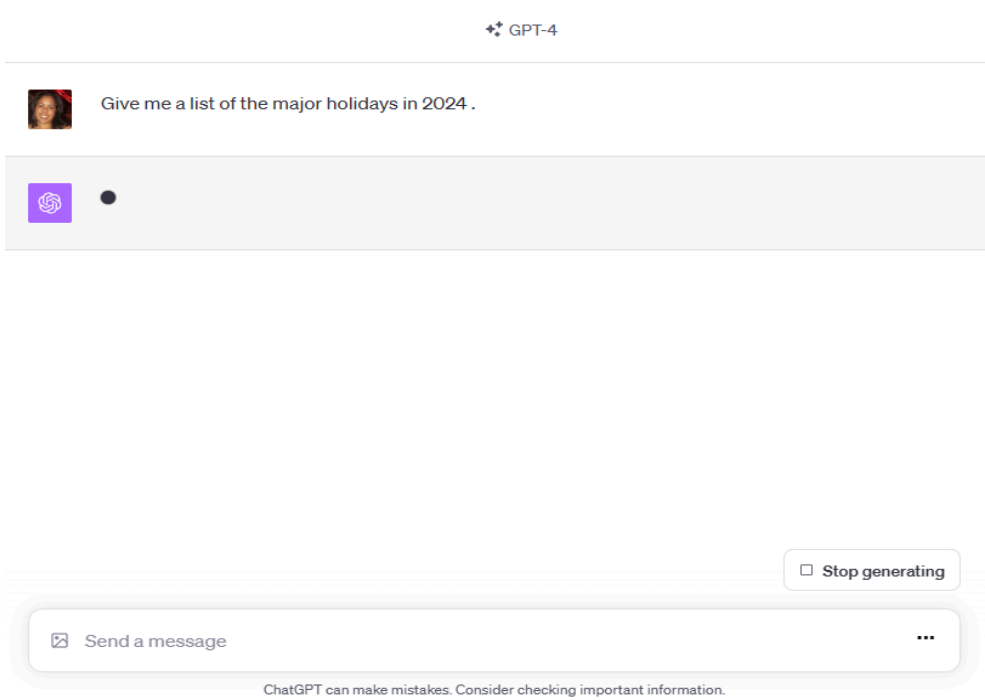 GPT-4
Give me a list of the major holidays in 2024 .
Stop generating
Send a message
ChatGPT can make mistakes. Consider checking important information.